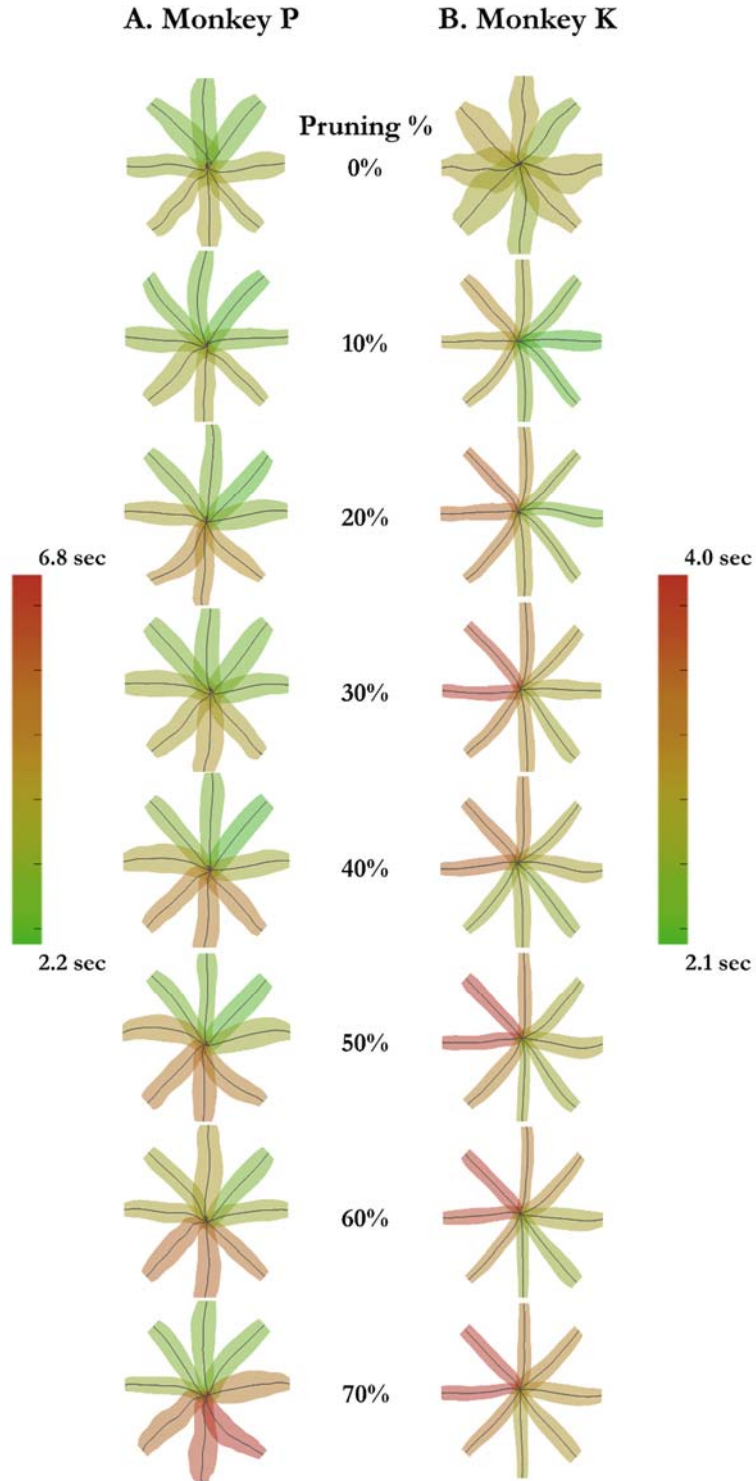 A. Monkey P
B. Monkey K
Pruning %
0%
10%
20%
6.8 sec
4.0 sec
30%
40%
2.2 sec
2.1 sec
50%
60%
70%